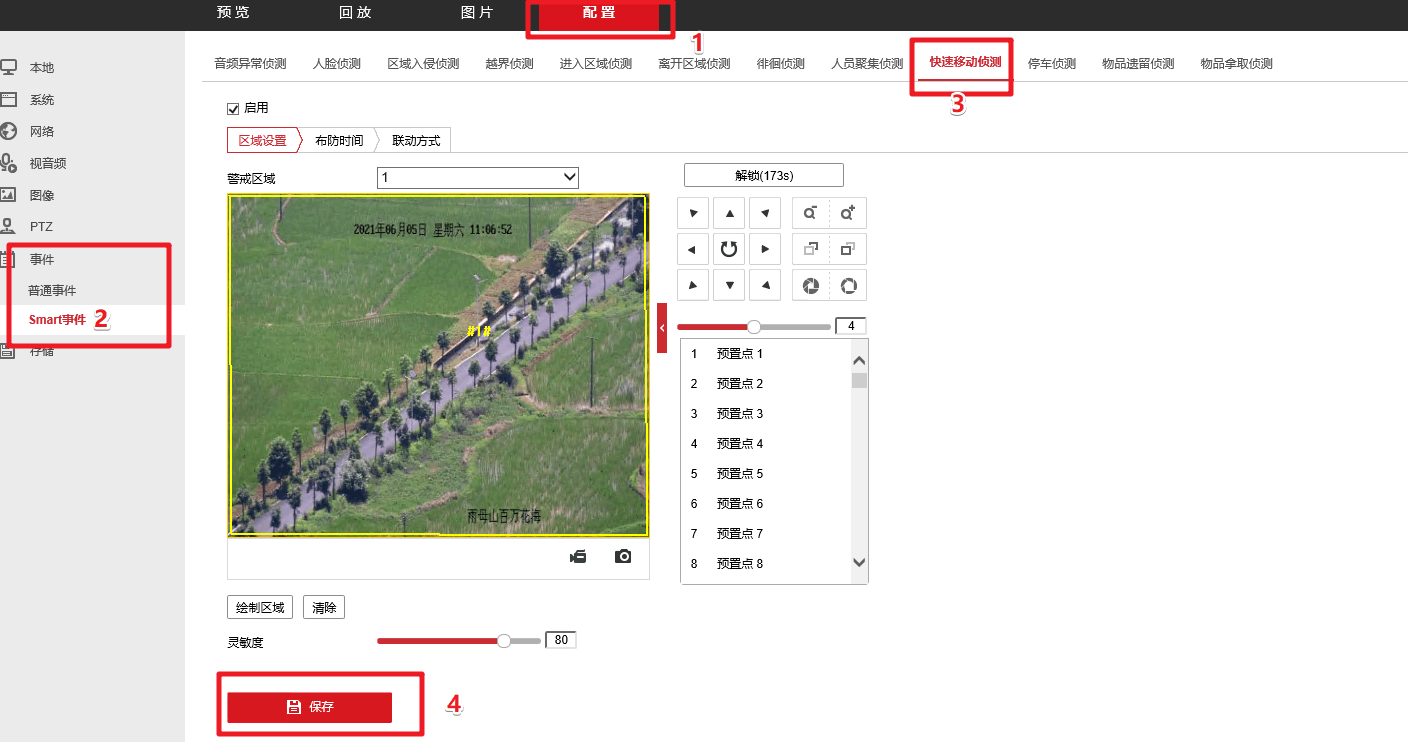 预览 回放 图片 配置
1
本地
系统
网络
视音频
图像
PTZ
事件
普通事件
Smart事件 2
存储
音频异常侦测 人脸侦测 区域入侵侦测 越界侦测 进入区域侦测 离开区域侦测 徘徊侦测 人员聚集侦测 快速移动侦测 停车侦测 物品遗留侦测 物品拿取侦测
3
启用
区域设置 布防时间 联动方式
警戒区域 1
解锁(173s)
2021年06月05日 星期六 11:06:52
#1#
雨母山百万花海
4
1 预置点 1
2 预置点 2
3 预置点 3
4 预置点 4
5 预置点 5
6 预置点 6
7 预置点 7
8 预置点 8
绘制区域 清除
灵敏度 80
保存 4